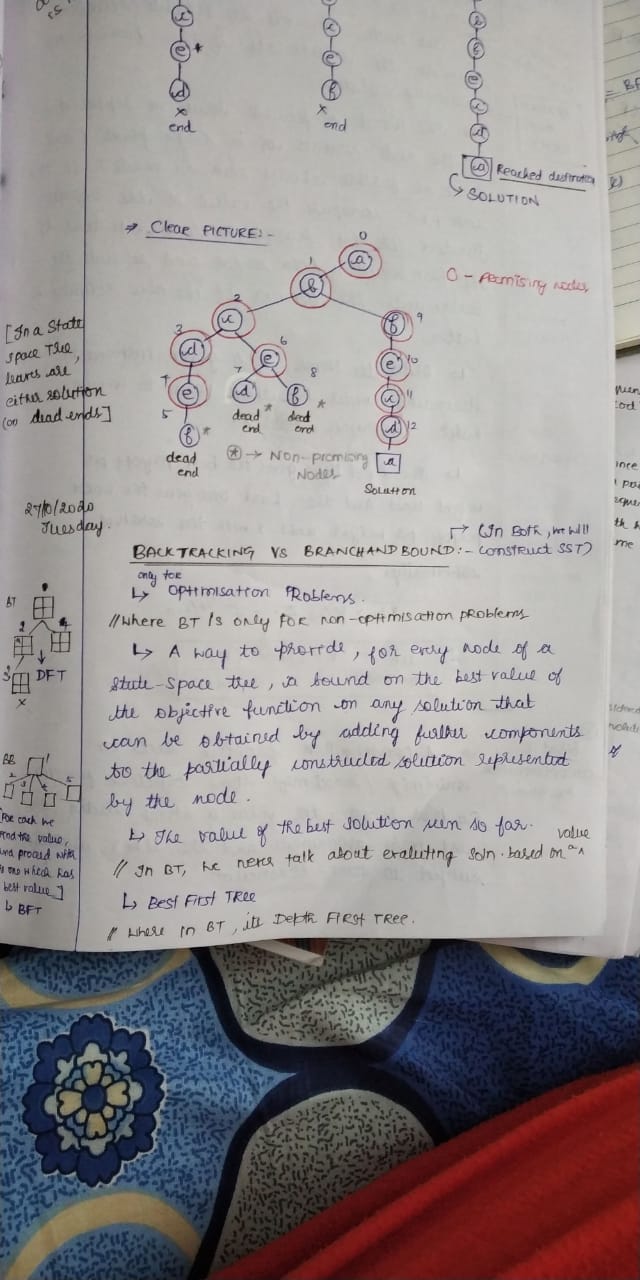 e *
d
x
end
e
f
x
end
e
c
d
a Reached destination
SOLUTION
⇒ Clear PICTURE:-
0
a
1
b
O - Promising nodes
2
c
f 9
3
d
6
e
e 10
[In a State
space Tree,
leaves are
either solution
(or) dead ends]
4
e
7
d *
8
f *
c 11
5
f *
dead
end
dead
end
d 12
dead
end
* → Non-promising
Nodes
a
Solution
27/10/2020
Tuesday.
(In Both, we will
construct SST)
BACKTRACKING VS BRANCHANDBOUND:-
only for
↳ Optimisation PRoblems.
//where BT is only FOR non-optimisation pRoblems
↳ A way to provide, for every node of a
state-space tree, a bound on the best value of
the objective function on any solution that
can be obtained by adding further components
to the partially constructed solution represented
by the node.
↳ The value of the best solution seen so far.
// In BT, we never talk about evaluting soln. based on a ^ value
↳ Best First TRee
// where in BT, its Depth First TRee.
BT
1
2
4
3
DFT
x
BB
1
2
3
4
5
[For each we
find the value,
and proceed with
one which has
best value]
↳ BFT